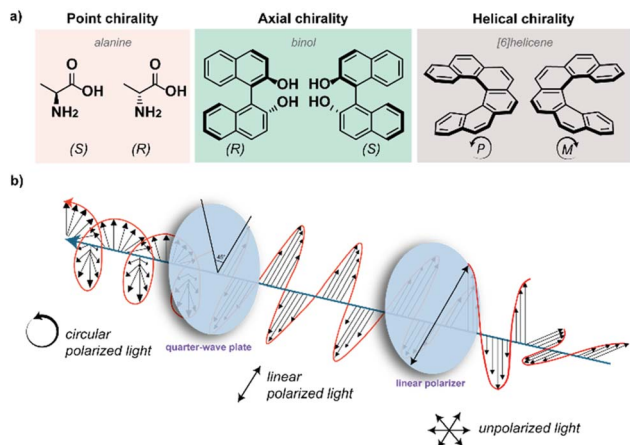 a)
Point chirality
Axial chirality
Helical chirality
alanine
binol
[6]helicene
O
OH
NH2
O
OH
NH2
OH
OH
HO
HO
(S)
(R)
(R)
(S)
P
M
b)
45°
circular
polarized light
quarter-wave plate
linear
polarized light
linear polarizer
unpolarized light